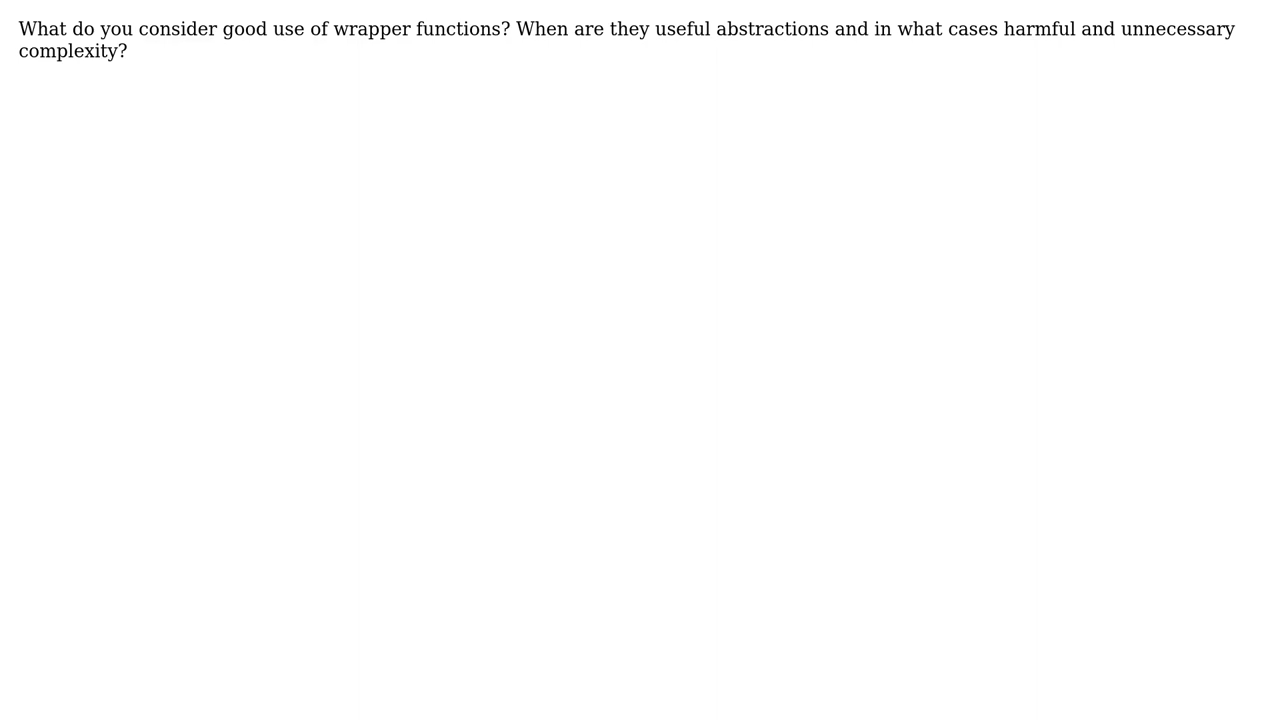 What do you consider good use of wrapper functions? When are they useful abstractions and in what cases harmful and unnecessary
complexity?